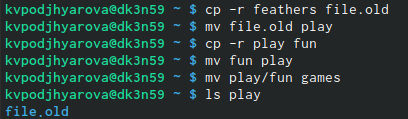 kvpodjhyarova@dk3n59 ~ $ cp -r feathers file.old
kvpodjhyarova@dk3n59 ~ $ mv file.old play
kvpodjhyarova@dk3n59 ~ $ cp -r play fun
kvpodjhyarova@dk3n59 ~ $ mv fun play
kvpodjhyarova@dk3n59 ~ $ mv play/fun games
kvpodjhyarova@dk3n59 ~ $ ls play
file.old